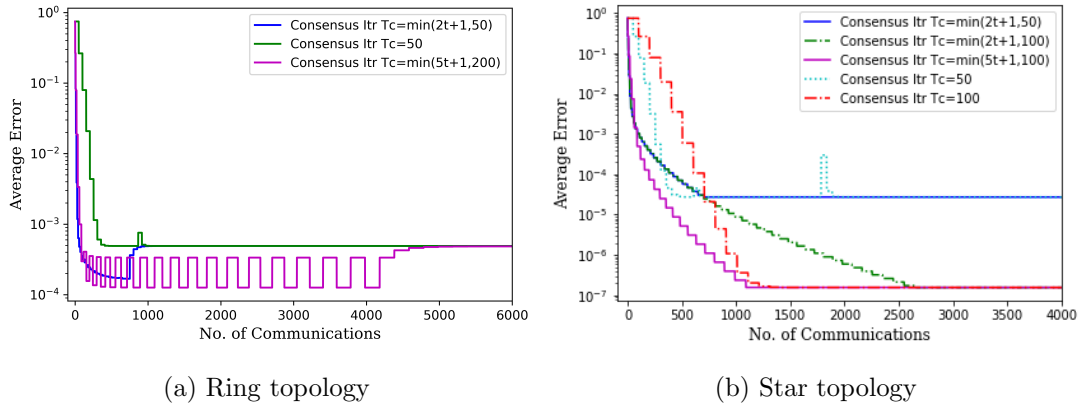 Consensus Itr Tc=min(2t+1,50)
Consensus Itr Tc=50
Consensus Itr Tc=min(5t+1,200)
10^0
10^-1
10^-2
10^-3
10^-4
Average Error
0 1000 2000 3000 4000 5000 6000
No. of Communications
(a) Ring topology
Consensus Itr Tc=min(2t+1,50)
Consensus Itr Tc=min(2t+1,100)
Consensus Itr Tc=min(5t+1,100)
Consensus Itr Tc=50
Consensus Itr Tc=100
10^0
10^-1
10^-2
10^-3
10^-4
10^-5
10^-6
10^-7
Average Error
0 500 1000 1500 2000 2500 3000 3500 4000
No. of Communications
(b) Star topology